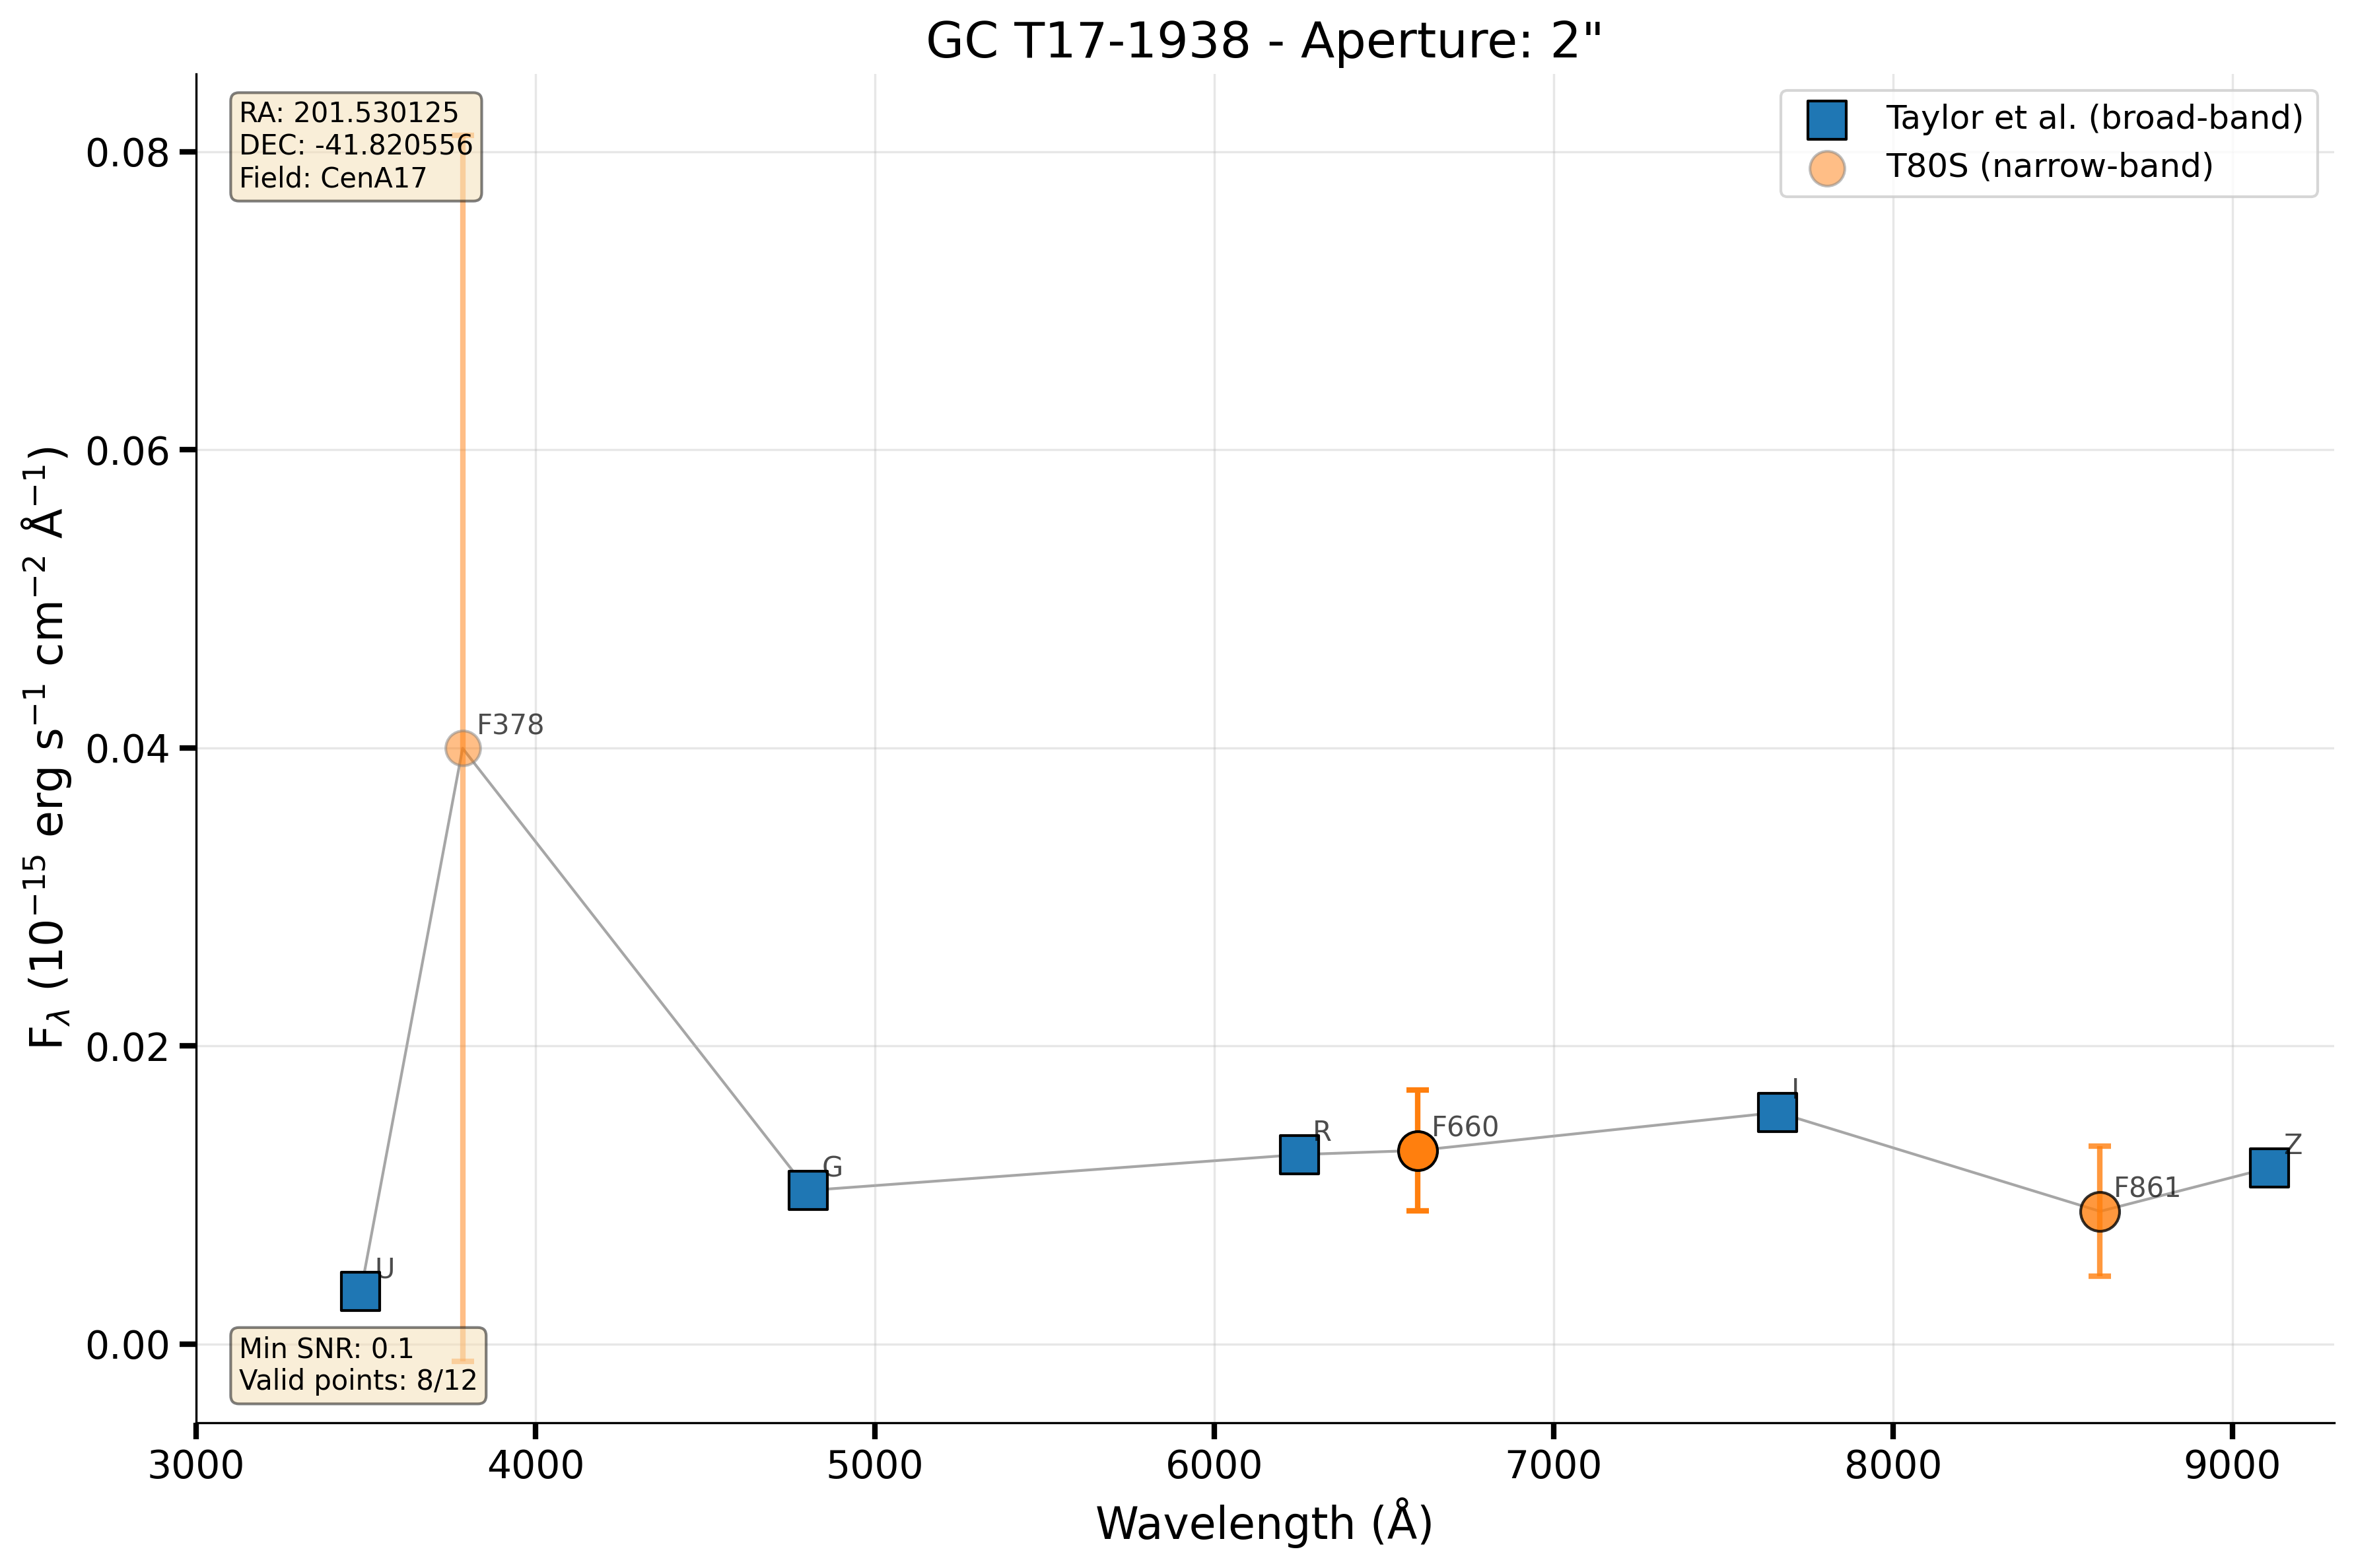 GC T17-1938 - Aperture: 2"
RA: 201.530125
DEC: -41.820556
Field: CenA17
Taylor et al. (broad-band)
T80S (narrow-band)
F_λ (10⁻¹⁵ erg s⁻¹ cm⁻² Å⁻¹)
0.08
0.06
0.04
0.02
0.00
F378
U
G
R
F660
I
F861
Z
Min SNR: 0.1
Valid points: 8/12
3000 4000 5000 6000 7000 8000 9000
Wavelength (Å)